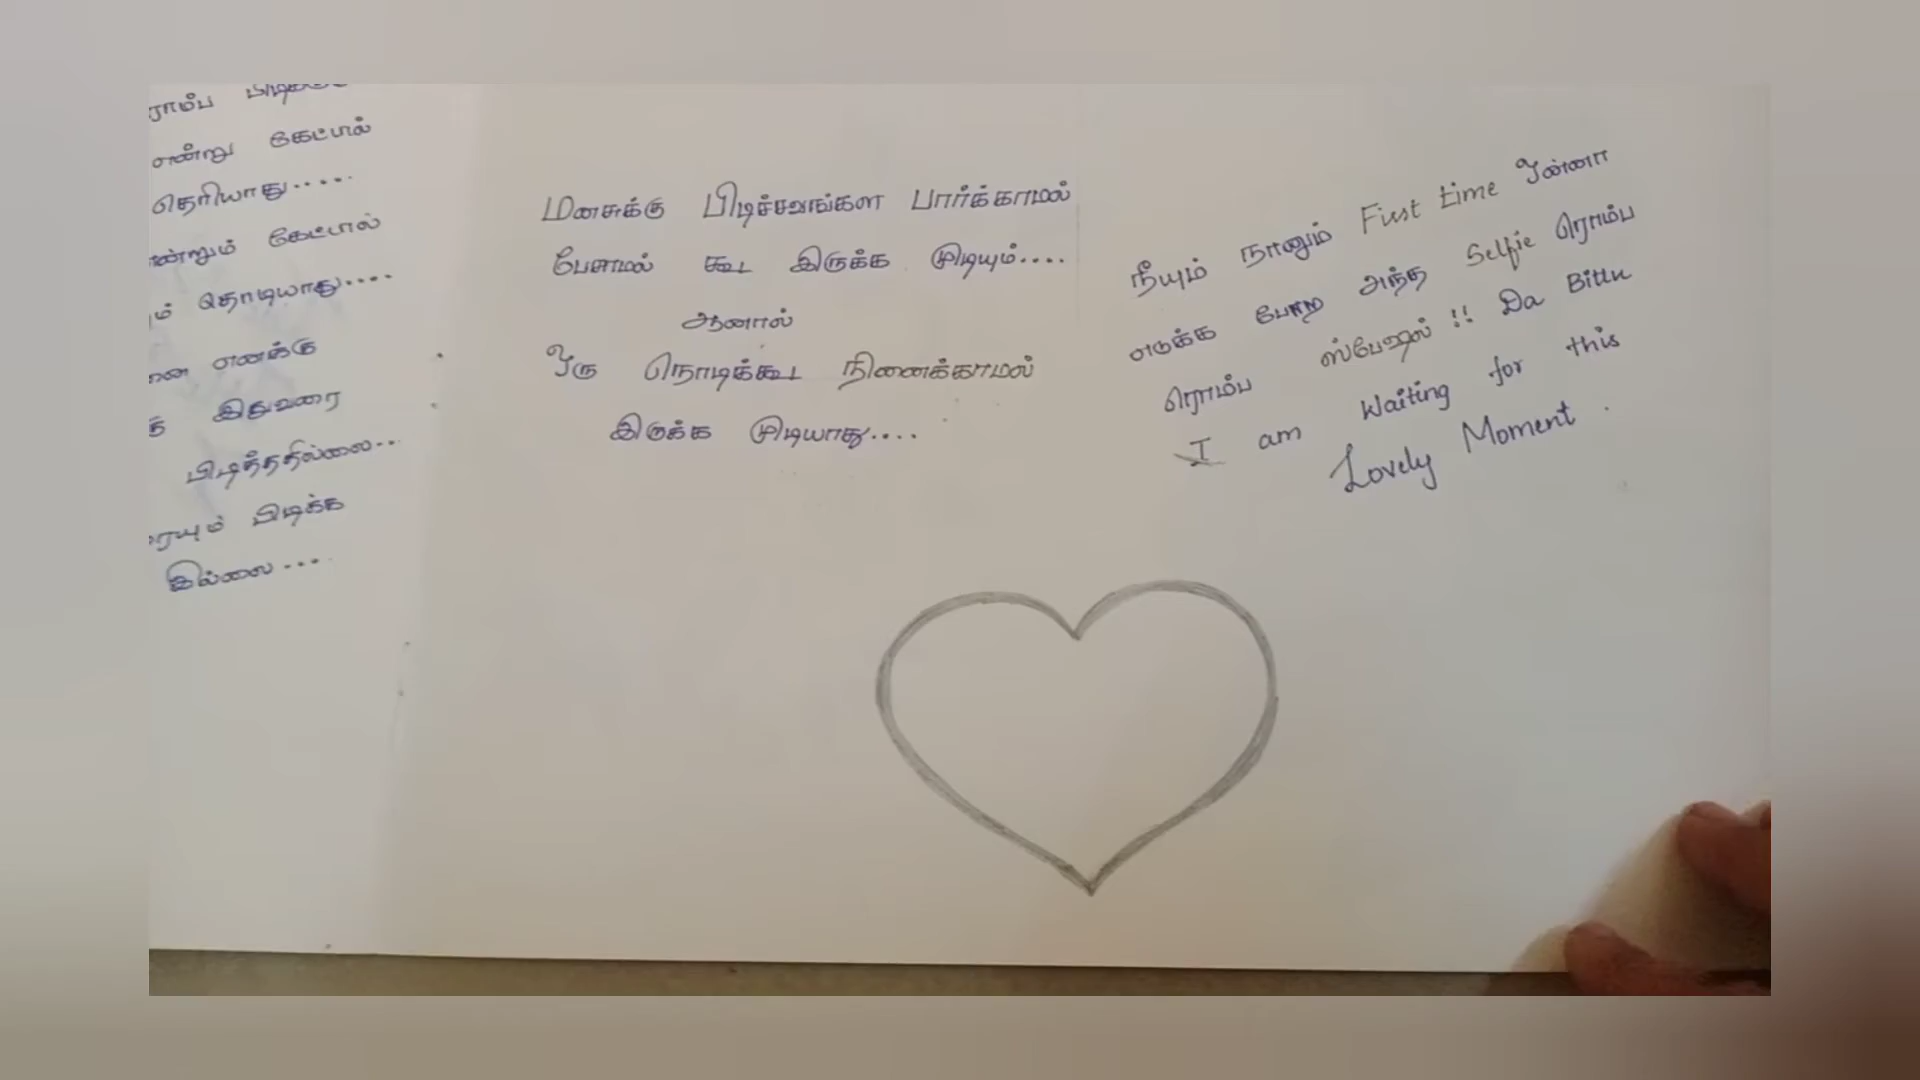 ராம்ப
என்று கேட்பால்
தெரியாது.....
கேட்பால்
எனக்கு
இதுவரை
பிடித்ததில்லை...
பிடிக்க
இல்லை....
மனசுக்கு பிடிச்சவங்கள பார்க்காமல்
பேசாமல் கூட இருக்க முடியும்....
ஆனால்
ஒரு நொடிக்கூட நினைக்காமல்
இருக்க முடியாது....
நீயும் நானும் First time ஒன்னா
எடுக்க போற அந்த Selfie ரொம்ப
ரொம்ப ஸ்பேஷல் !! Da Bittu
I am Waiting for this
Lovely Moment .